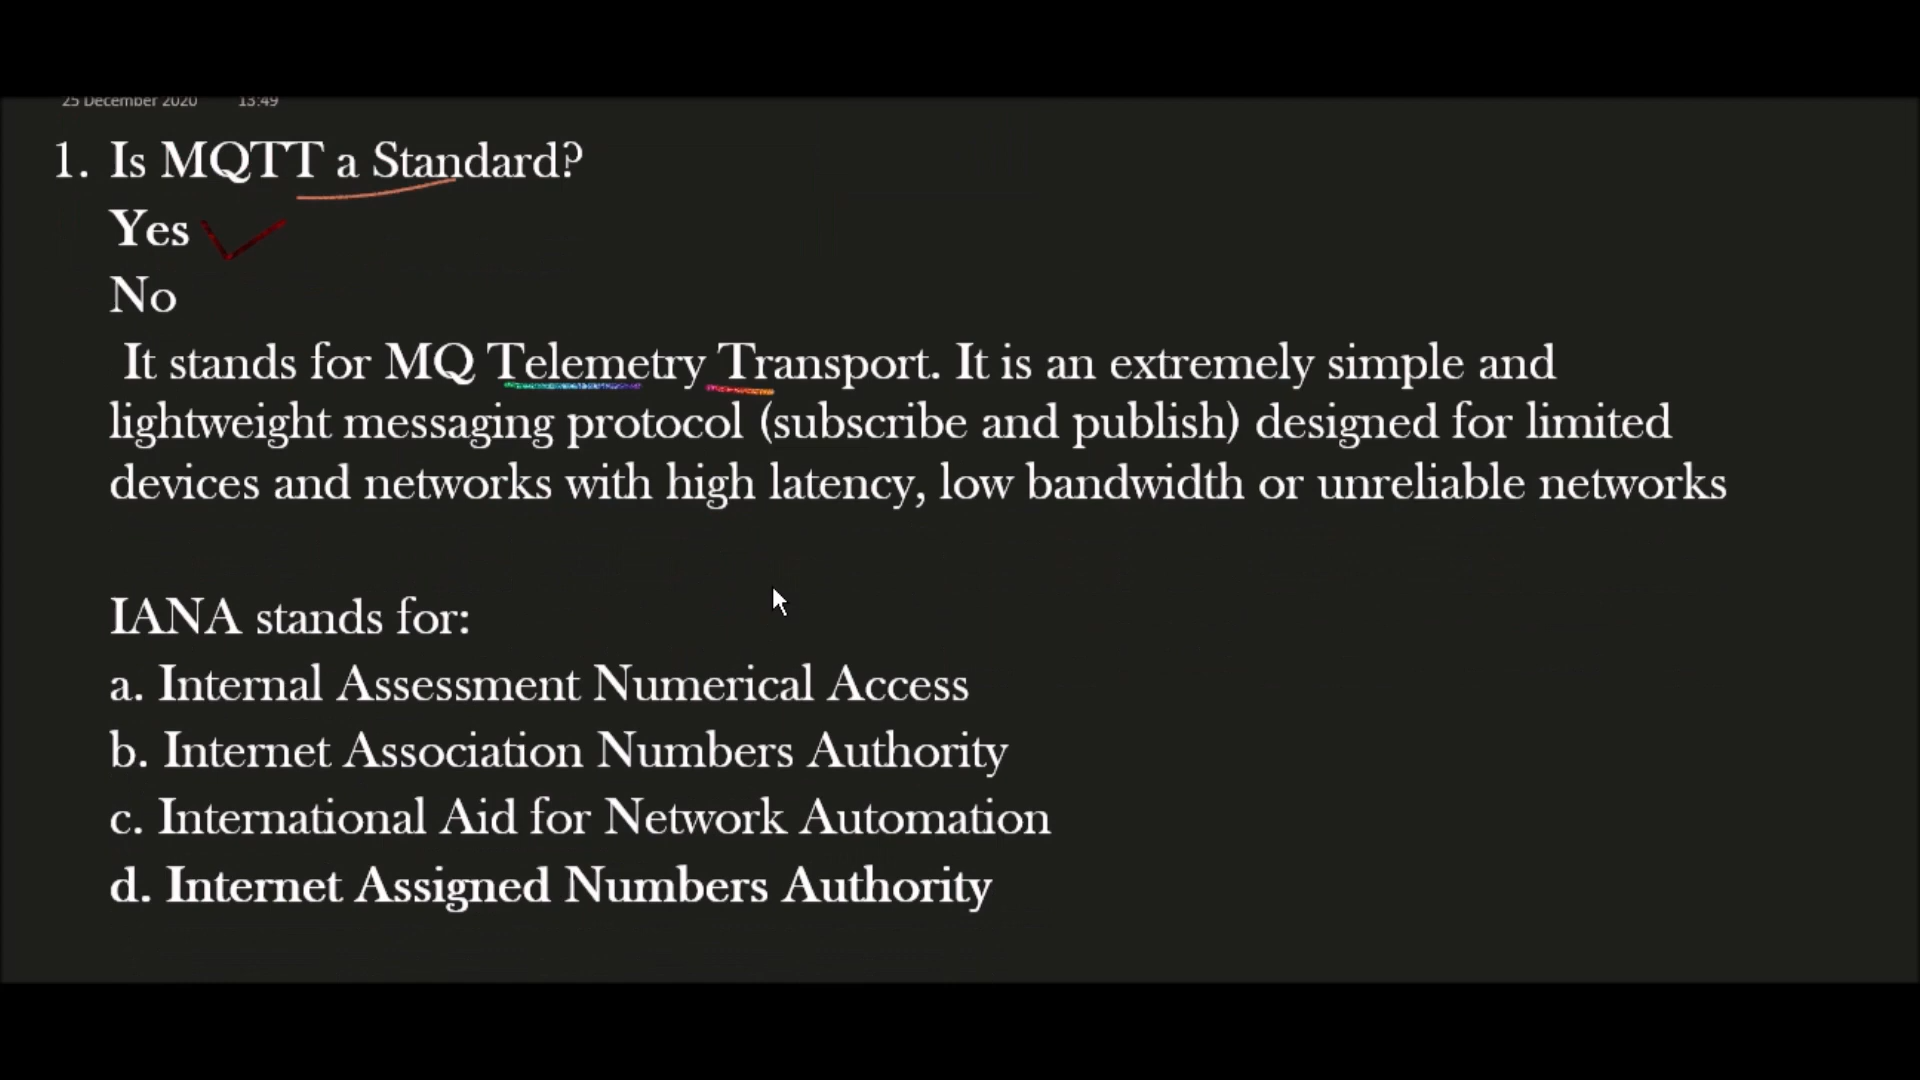 25 December 2020 13:49
1. Is MQTT a Standard?
Yes
No
It stands for MQ Telemetry Transport. It is an extremely simple and
lightweight messaging protocol (subscribe and publish) designed for limited
devices and networks with high latency, low bandwidth or unreliable networks
IANA stands for:
a. Internal Assessment Numerical Access
b. Internet Association Numbers Authority
c. International Aid for Network Automation
d. Internet Assigned Numbers Authority